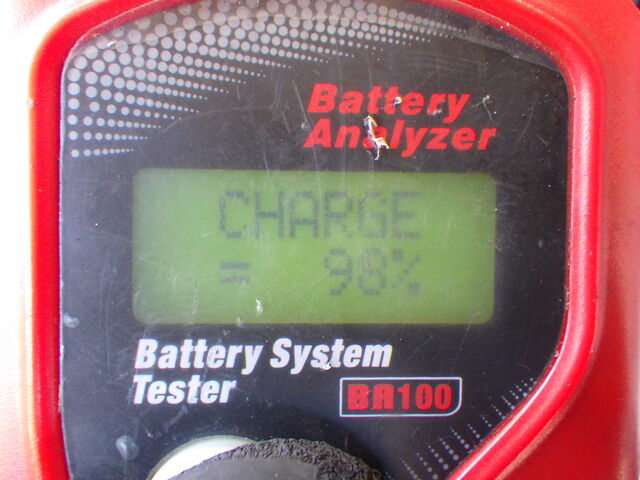 Battery
Analyzer
CHARGE
= 98%
Battery System
Tester
BA100